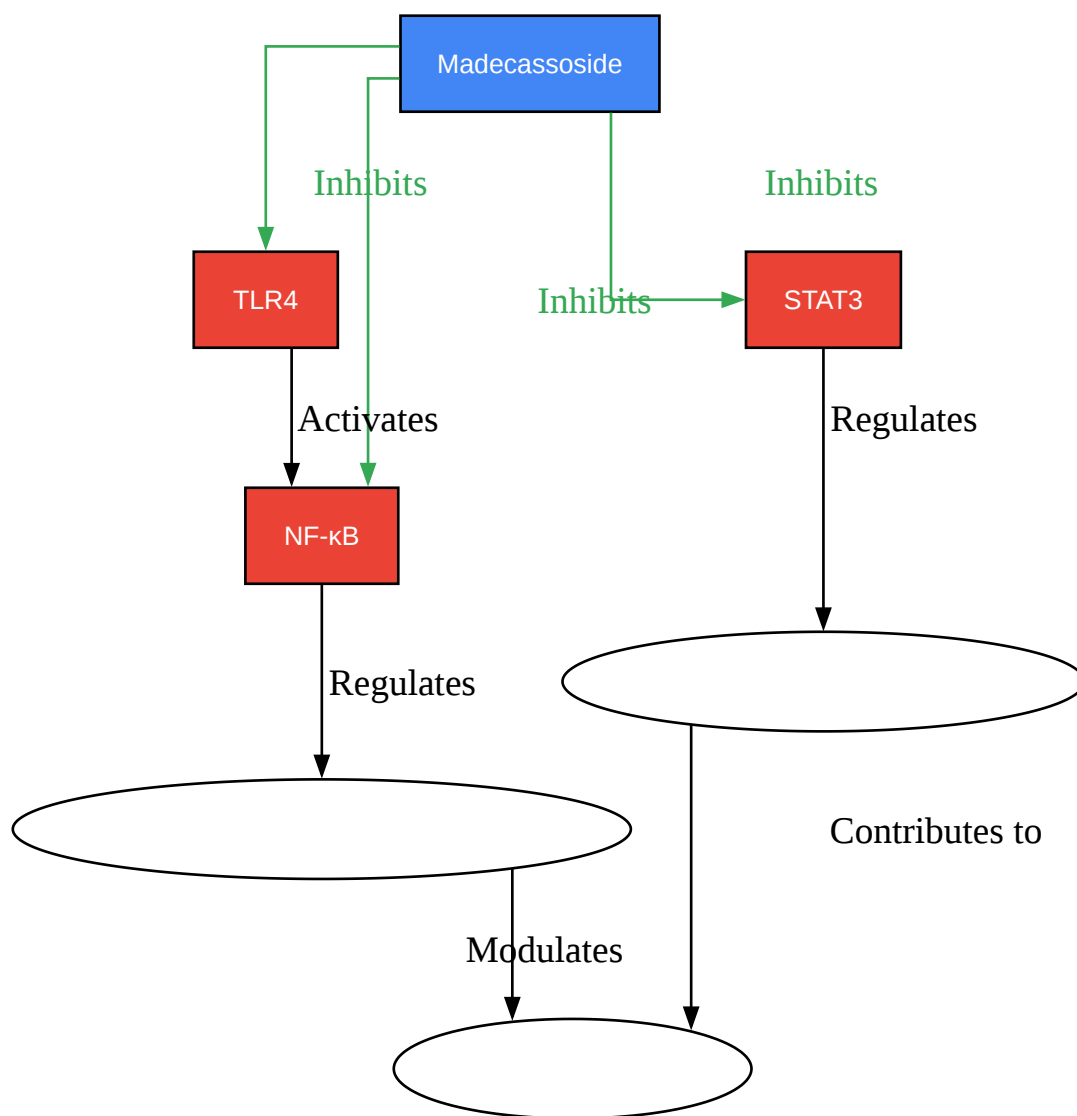 Madecassoside
Inhibits
Inhibits
TLR4
Inhibits
STAT3
Activates
Regulates
NF-κB
Regulates
Contributes to
Modulates